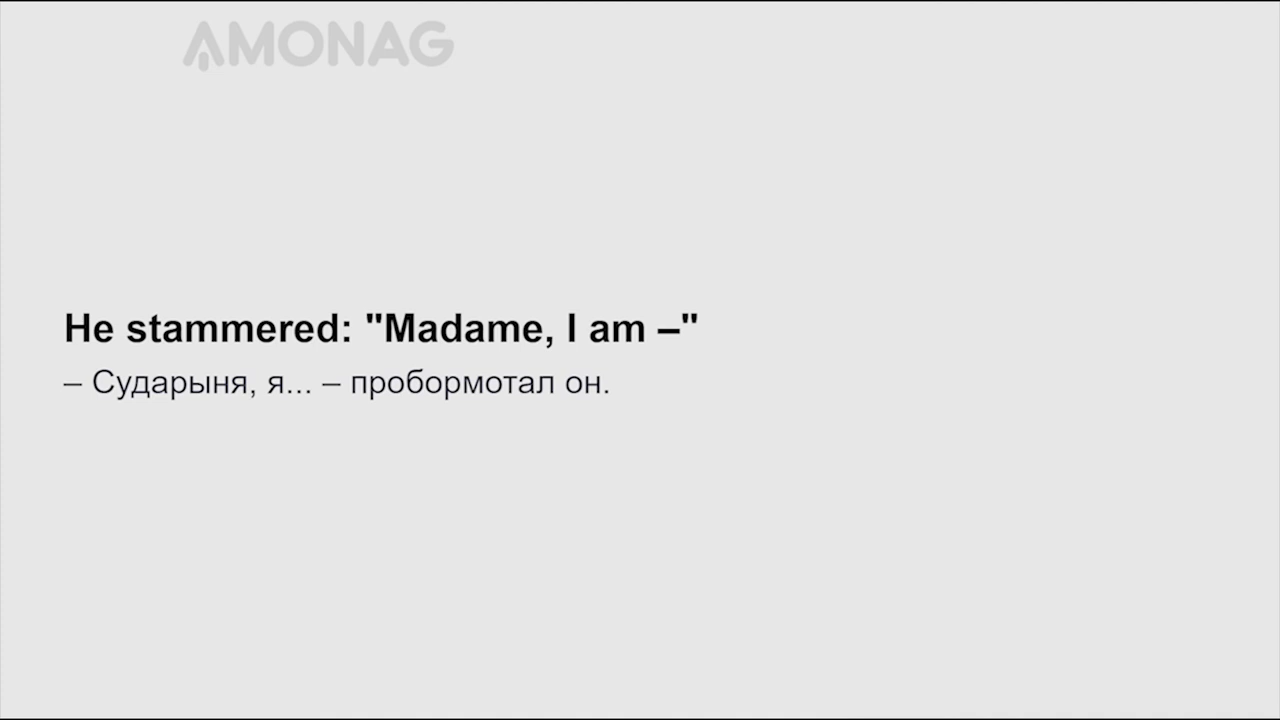 AMONAG
He stammered: "Madame, I am –"
– Сударыня, я... – пробормотал он.